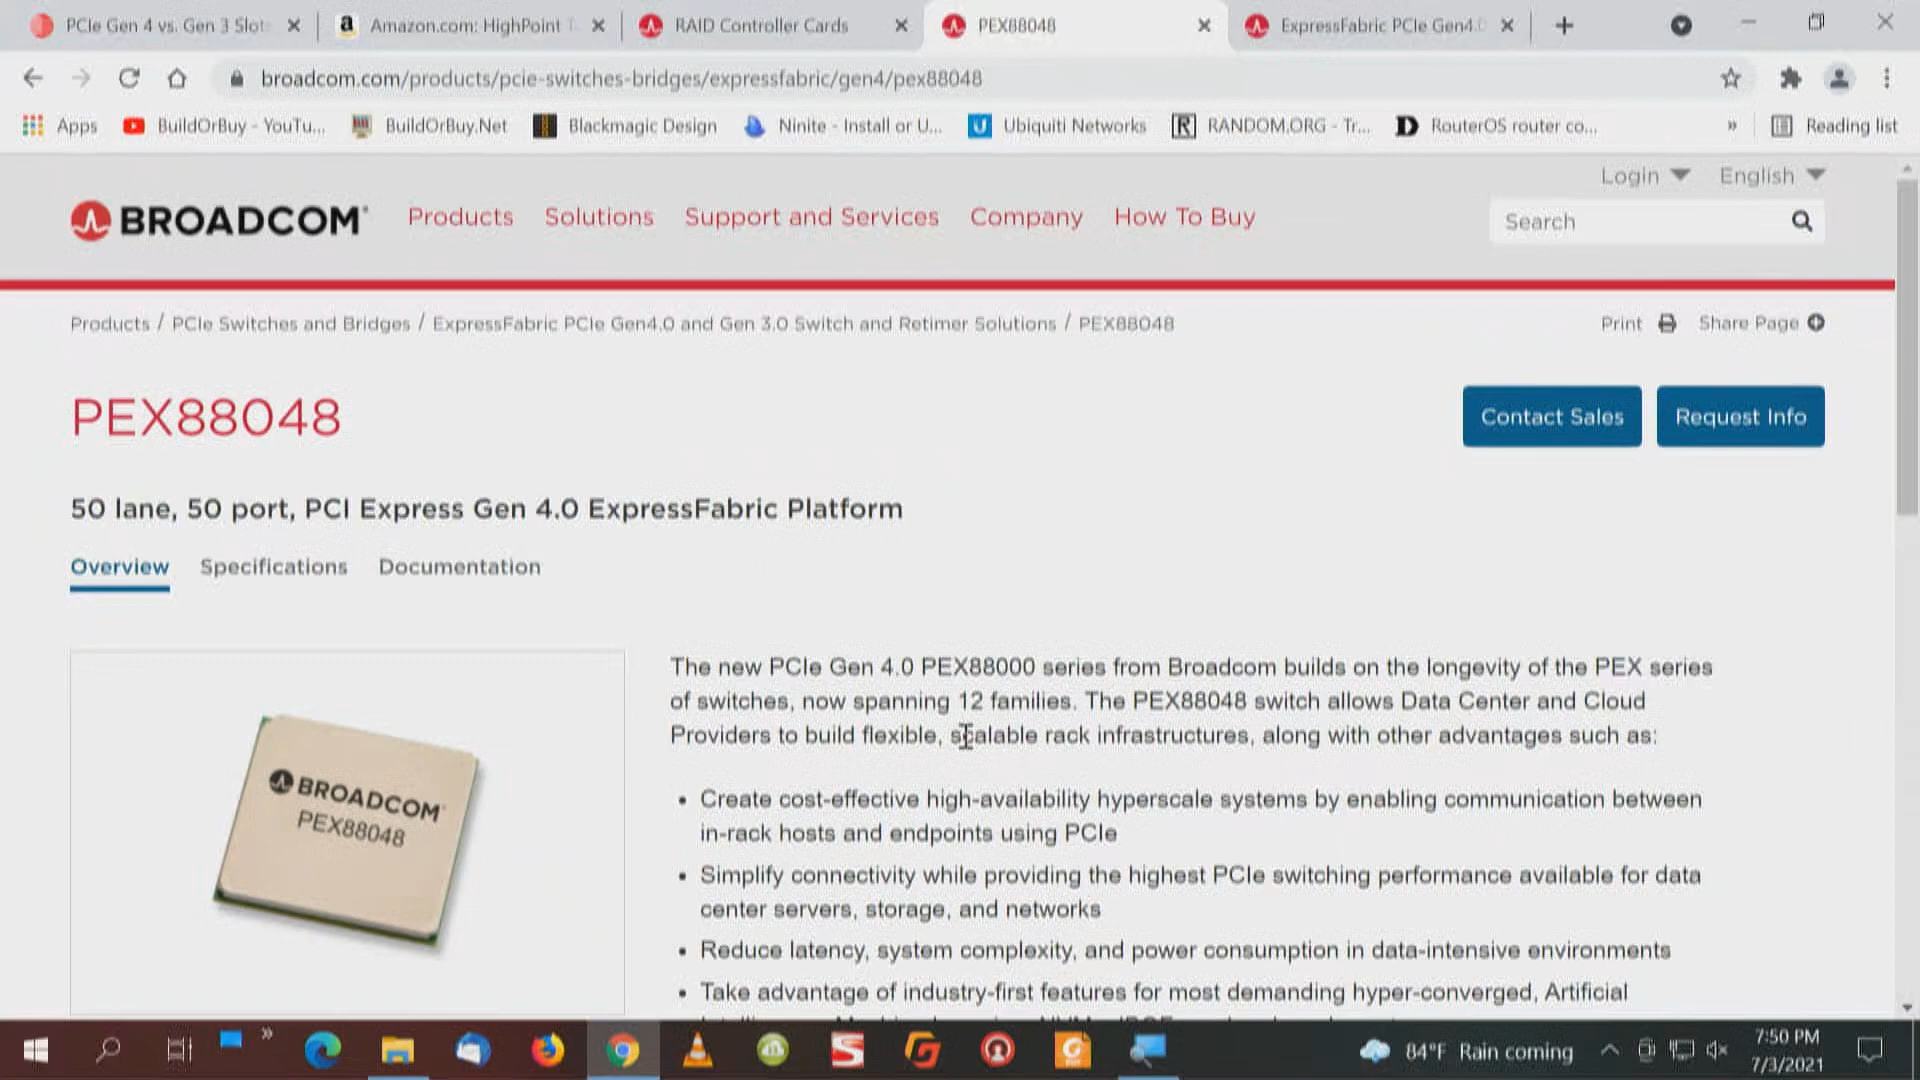 PCIe Gen 4 vs. Gen 3 Slot
Amazon.com: HighPoint
RAID Controller Cards
PEX88048
ExpressFabric PCIe Gen4.0
broadcom.com/products/pcie-switches-bridges/expressfabric/gen4/pex88048
Apps
BuildOrBuy - YouTu...
BuildOrBuy.Net
Blackmagic Design
Ninite - Install or U...
Ubiquiti Networks
RANDOM.ORG - Tr...
RouterOS router co...
»
Reading list
Login
English
BROADCOM
Products
Solutions
Support and Services
Company
How To Buy
Search
Products / PCIe Switches and Bridges / ExpressFabric PCIe Gen4.0 and Gen 3.0 Switch and Retimer Solutions / PEX88048
Print
Share Page
PEX88048
Contact Sales
Request Info
50 lane, 50 port, PCI Express Gen 4.0 ExpressFabric Platform
Overview
Specifications
Documentation
BROADCOM
PEX88048
The new PCIe Gen 4.0 PEX88000 series from Broadcom builds on the longevity of the PEX series
of switches, now spanning 12 families. The PEX88048 switch allows Data Center and Cloud
Providers to build flexible, scalable rack infrastructures, along with other advantages such as:
• Create cost-effective high-availability hyperscale systems by enabling communication between
in-rack hosts and endpoints using PCIe
• Simplify connectivity while providing the highest PCIe switching performance available for data
center servers, storage, and networks
• Reduce latency, system complexity, and power consumption in data-intensive environments
• Take advantage of industry-first features for most demanding hyper-converged, Artificial
84°F Rain coming
7:50 PM
7/3/2021